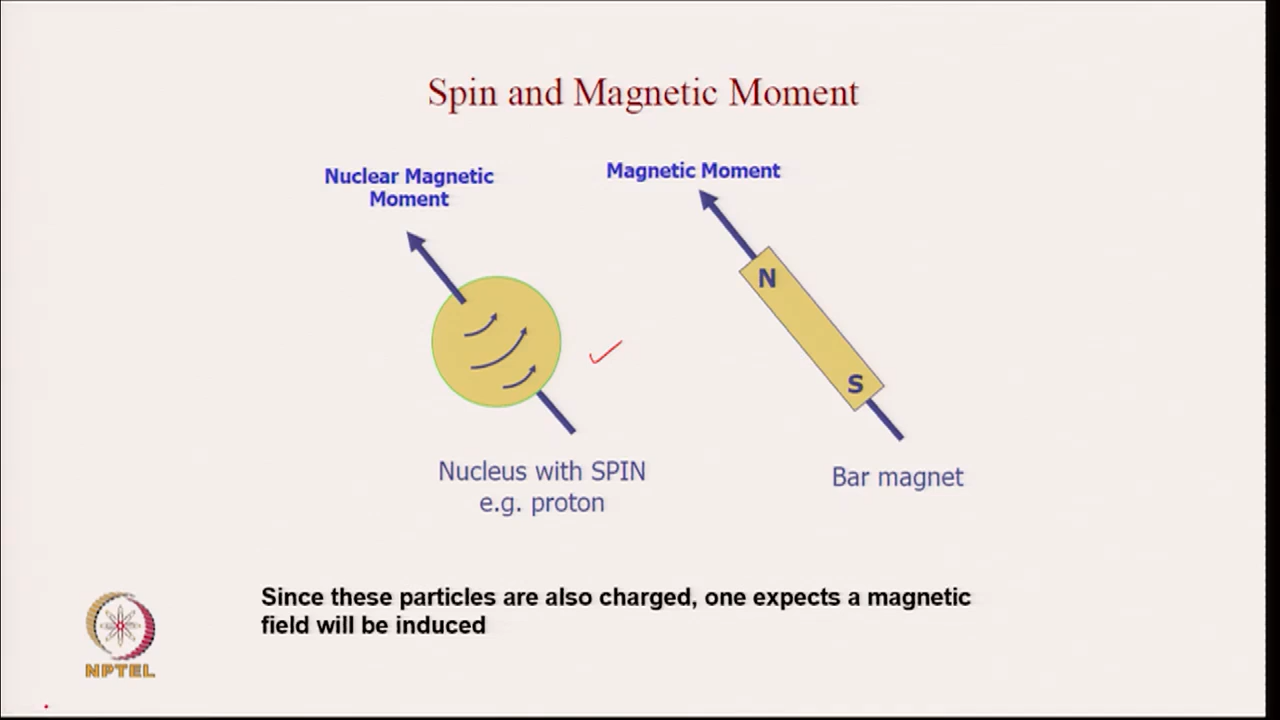 Spin and Magnetic Moment
Nuclear Magnetic
Moment
Magnetic Moment
N
S
Nucleus with SPIN
e.g. proton
Bar magnet
Since these particles are also charged, one expects a magnetic
field will be induced
NPTEL